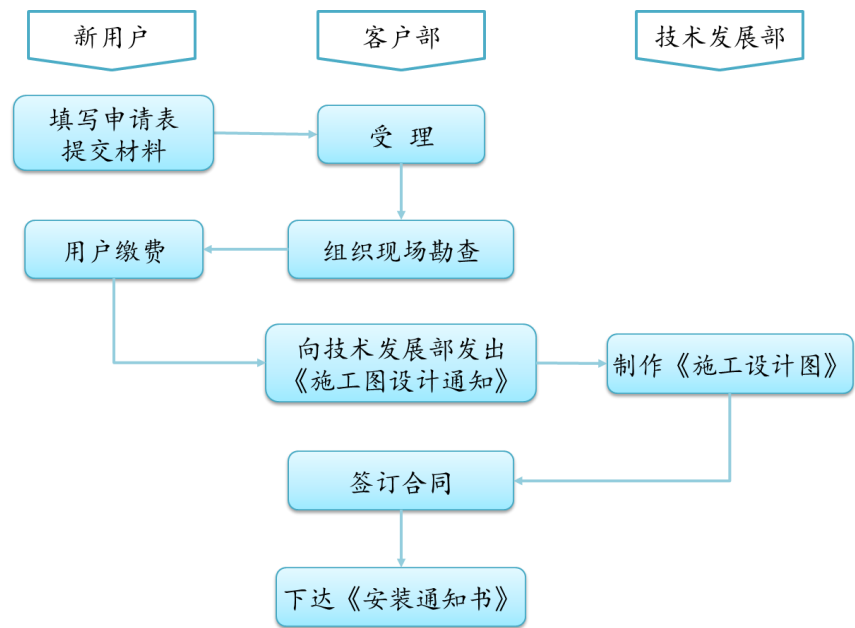 新用户
客户部
技术发展部
填写申请表
提交材料
受 理
用户缴费
组织现场勘查
向技术发展部发出
《施工图设计通知》
制作《施工设计图》
签订合同
下达《安装通知书》